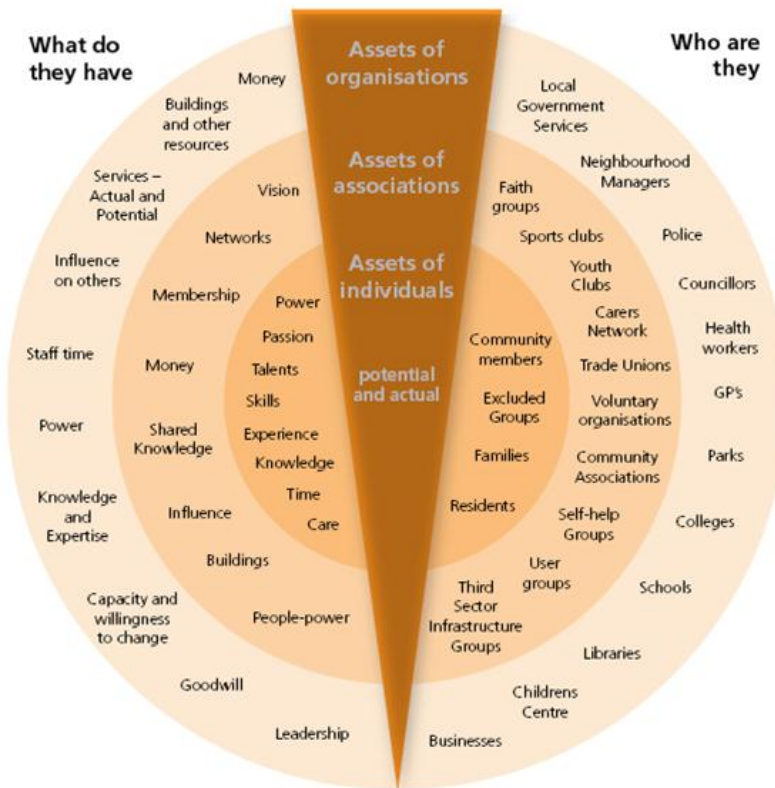 What do
they have
Who are
they
Assets of
organisations
Assets of
associations
Assets of
individuals
potential
and actual
Money
Buildings
and other
resources
Services –
Actual and
Potential
Influence
on others
Staff time
Power
Knowledge
and
Expertise
Capacity and
willingness
to change
Goodwill
Leadership
Vision
Networks
Membership
Money
Shared
Knowledge
Influence
Buildings
People-power
Power
Passion
Talents
Skills
Experience
Knowledge
Time
Care
Community
members
Excluded
Groups
Families
Residents
Faith
groups
Sports clubs
Youth
Clubs
Carers
Network
Trade Unions
Voluntary
organisations
Community
Associations
Self-help
Groups
User
groups
Third
Sector
Infrastructure
Groups
Local
Government
Services
Neighbourhood
Managers
Police
Councillors
Health
workers
GP's
Parks
Colleges
Schools
Libraries
Childrens
Centre
Businesses